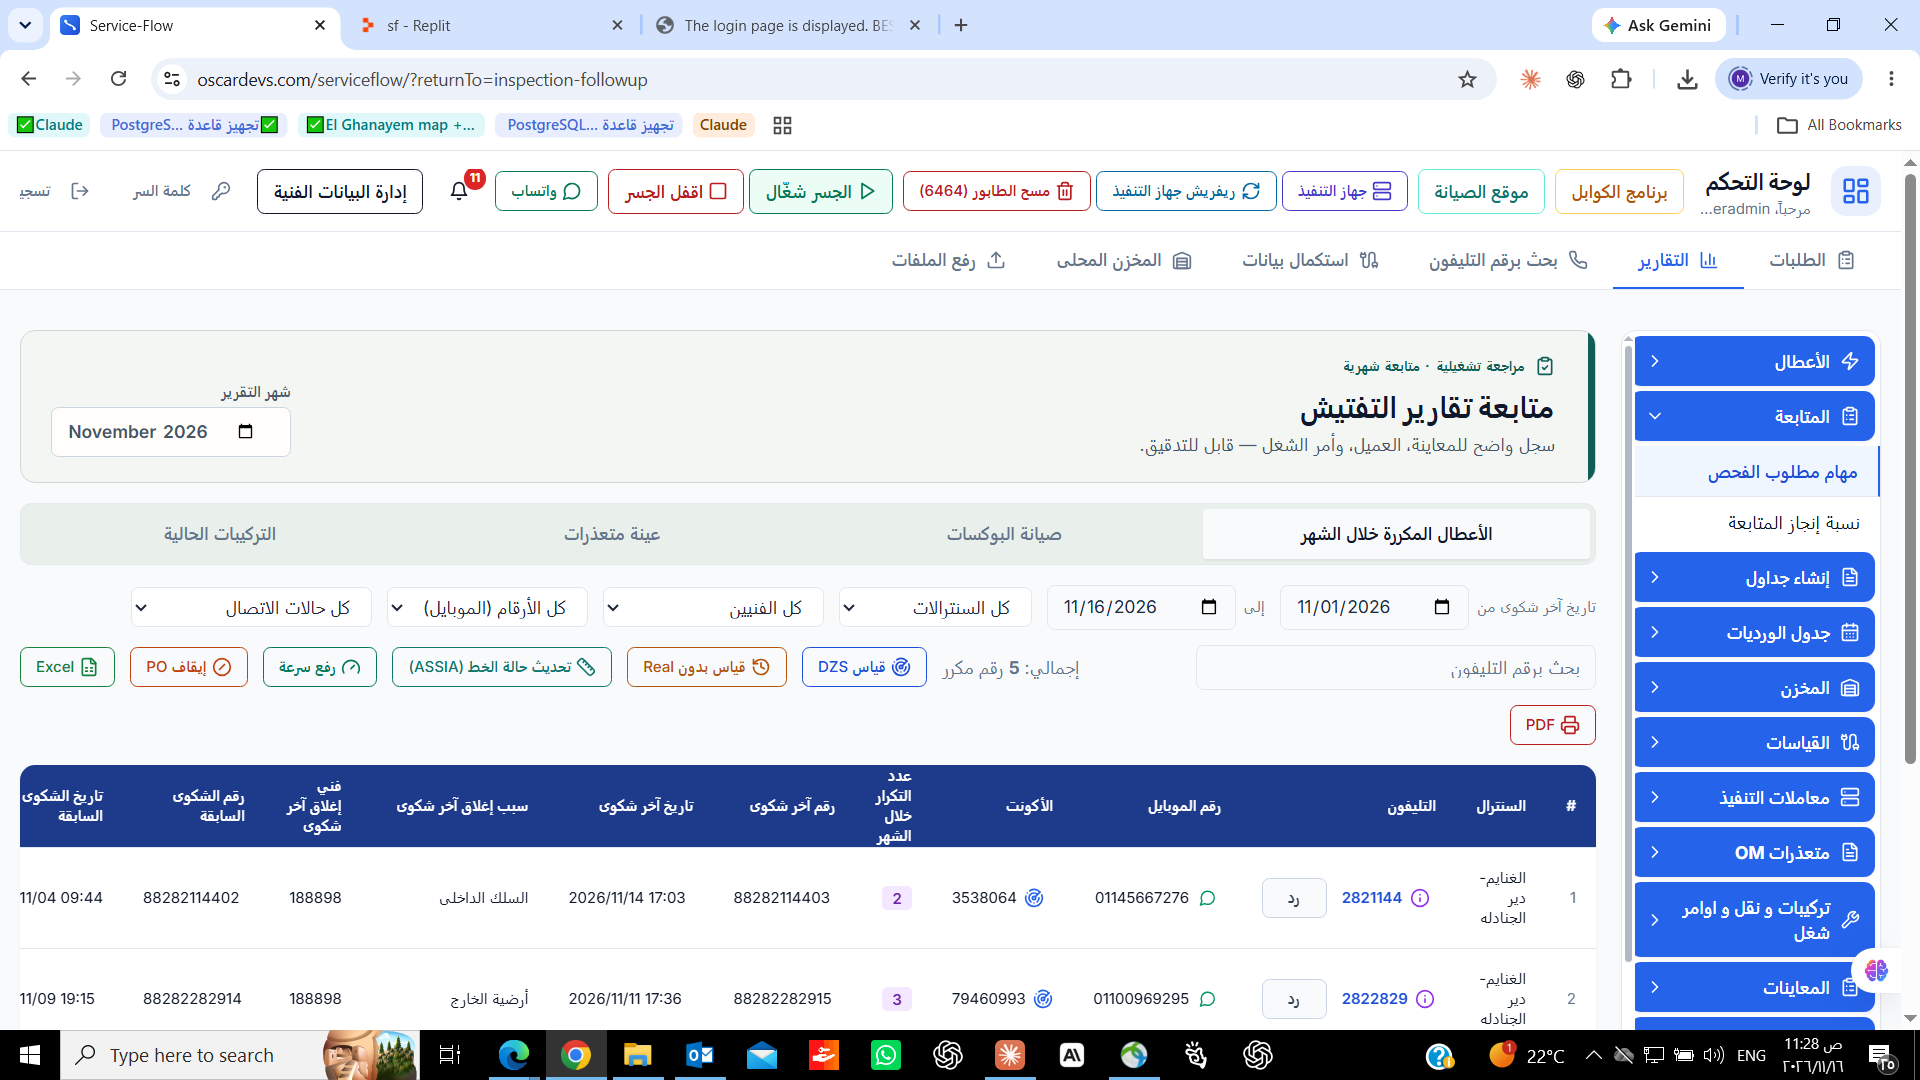 Service-Flow
sf - Replit
The login page is displayed. BES
Ask Gemini
oscardevs.com/serviceflow/?returnTo=inspection-followup
Verify it's you
✅Claude
PostgreS... تجهيز قاعدة✅
✅El Ghanayem map +...
PostgreSQL... تجهيز قاعدة
Claude
All Bookmarks
لوحة التحكم
مرحباً، eradmin...
برنامج الكوابل
موقع الصيانة
جهاز التنفيذ
ريفريش جهاز التنفيذ
مسح الطابور (6464)
الجسر شغّال
اقفل الجسر
واتساب
11
إدارة البيانات الفنية
كلمة السر
تسجي
الطلبات
التقارير
بحث برقم التليفون
استكمال بيانات
المخزن المحلى
رفع الملفات
الأعطال
المتابعة
مهام مطلوب الفحص
نسبة إنجاز المتابعة
إنشاء جداول
جدول الورديات
المخزن
القياسات
معاملات التنفيذ
متعذرات OM
تركيبات و نقل و اوامر شغل
المعاينات
مراجعة تشغيلية · متابعة شهرية
متابعة تقارير التفتيش
سجل واضح للمعاينة، العميل، وأمر الشغل — قابل للتدقيق.
شهر التقرير
November 2026
الأعطال المكررة خلال الشهر
صيانة البوكسات
عينة متعذرات
التركيبات الحالية
تاريخ آخر شكوى من
11/01/2026
إلى
11/16/2026
كل السنترالات
كل الفنيين
كل الأرقام (الموبايل)
كل حالات الاتصال
بحث برقم التليفون
إجمالي: 5 رقم مكرر
قياس DZS
قياس بدون Real
تحديث حالة الخط (ASSIA)
رفع سرعة
إيقاف PO
Excel
PDF
# السنترال التليفون رقم الموبايل الأكونت عدد التكرار خلال الشهر رقم آخر شكوى تاريخ آخر شكوى سبب إغلاق آخر شكوى فني إغلاق آخر شكوى رقم الشكوى السابقة تاريخ الشكوى السابقة
1 الغنايم- دير الجنادله 2821144 رد 01145667276 3538064 2 88282114403 2026/11/14 17:03 السلك الداخلى 188898 88282114402 11/04 09:44
2 الغنايم- دير الجنادله 2822829 رد 01100969295 79460993 3 88282282915 2026/11/11 17:36 أرضية الخارج 188898 88282282914 11/09 19:15
Type here to search
1
22°C
ENG
11:28 ص
٢٠٢٦/١١/١٦
٢٥